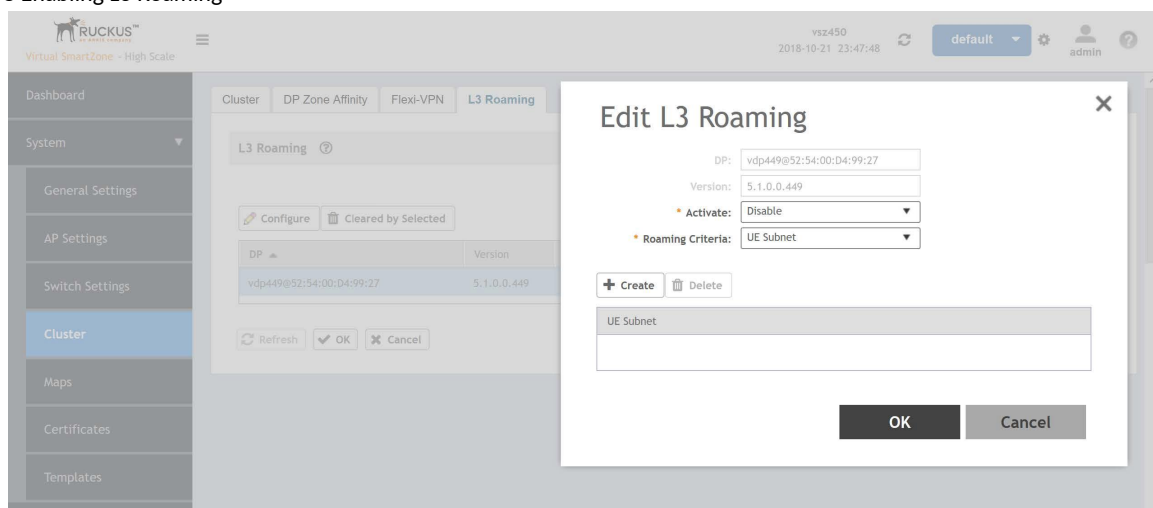 Enabling L3 Roaming
RUCKUS™
Virtual SmartZone - High Scale
vsz450
2018-10-21 23:47:48
default
admin
Dashboard
System
General Settings
AP Settings
Switch Settings
Cluster
Maps
Certificates
Templates
Cluster
DP Zone Affinity
Flexi-VPN
L3 Roaming
L3 Roaming
Configure
Cleared by Selected
DP
Version
vdp449@52:54:00:D4:99:27
5.1.0.0.449
Refresh
OK
Cancel
Edit L3 Roaming
DP: vdp449@52:54:00:D4:99:27
Version: 5.1.0.0.449
* Activate: Disable
* Roaming Criteria: UE Subnet
Create
Delete
UE Subnet
OK
Cancel